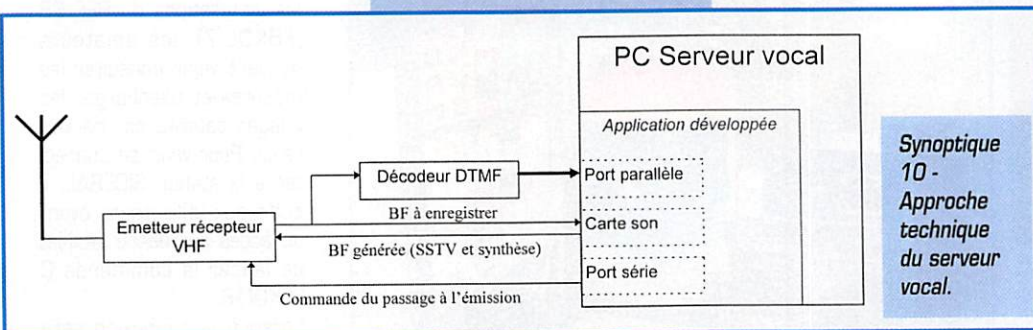 PC Serveur vocal
Application développée
Décodeur DTMF
Port parallèle
BF à enregistrer
Carte son
Emetteur récepteur
VHF
BF générée (SSTV et synthèse)
Port série
Commande du passage à l'émission
Synoptique
10 -
Approche
technique
du serveur
vocal.